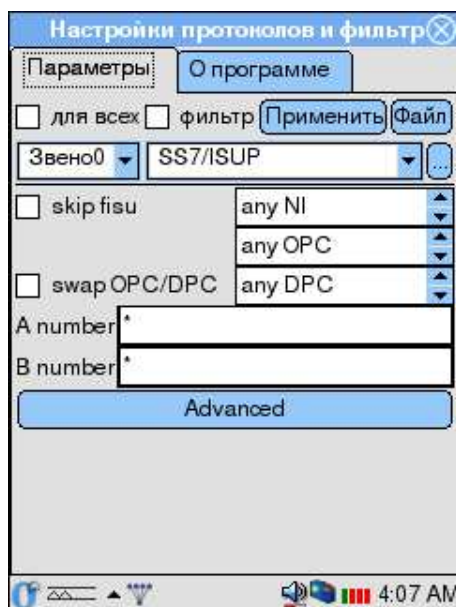 Настройки протоколов и фильтр
Параметры О программе
для всех фильтр Применить Файл
Звено0 SS7/ISUP ...
skip fisu any NI
any OPC
swap OPC/DPC any DPC
A number *
B number *
Advanced
4:07 AM